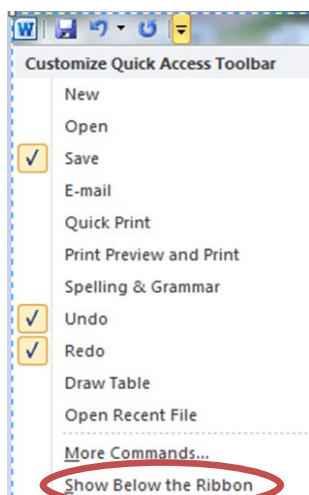 W
Customize Quick Access Toolbar
New
Open
Save
E-mail
Quick Print
Print Preview and Print
Spelling & Grammar
Undo
Redo
Draw Table
Open Recent File
More Commands...
Show Below the Ribbon